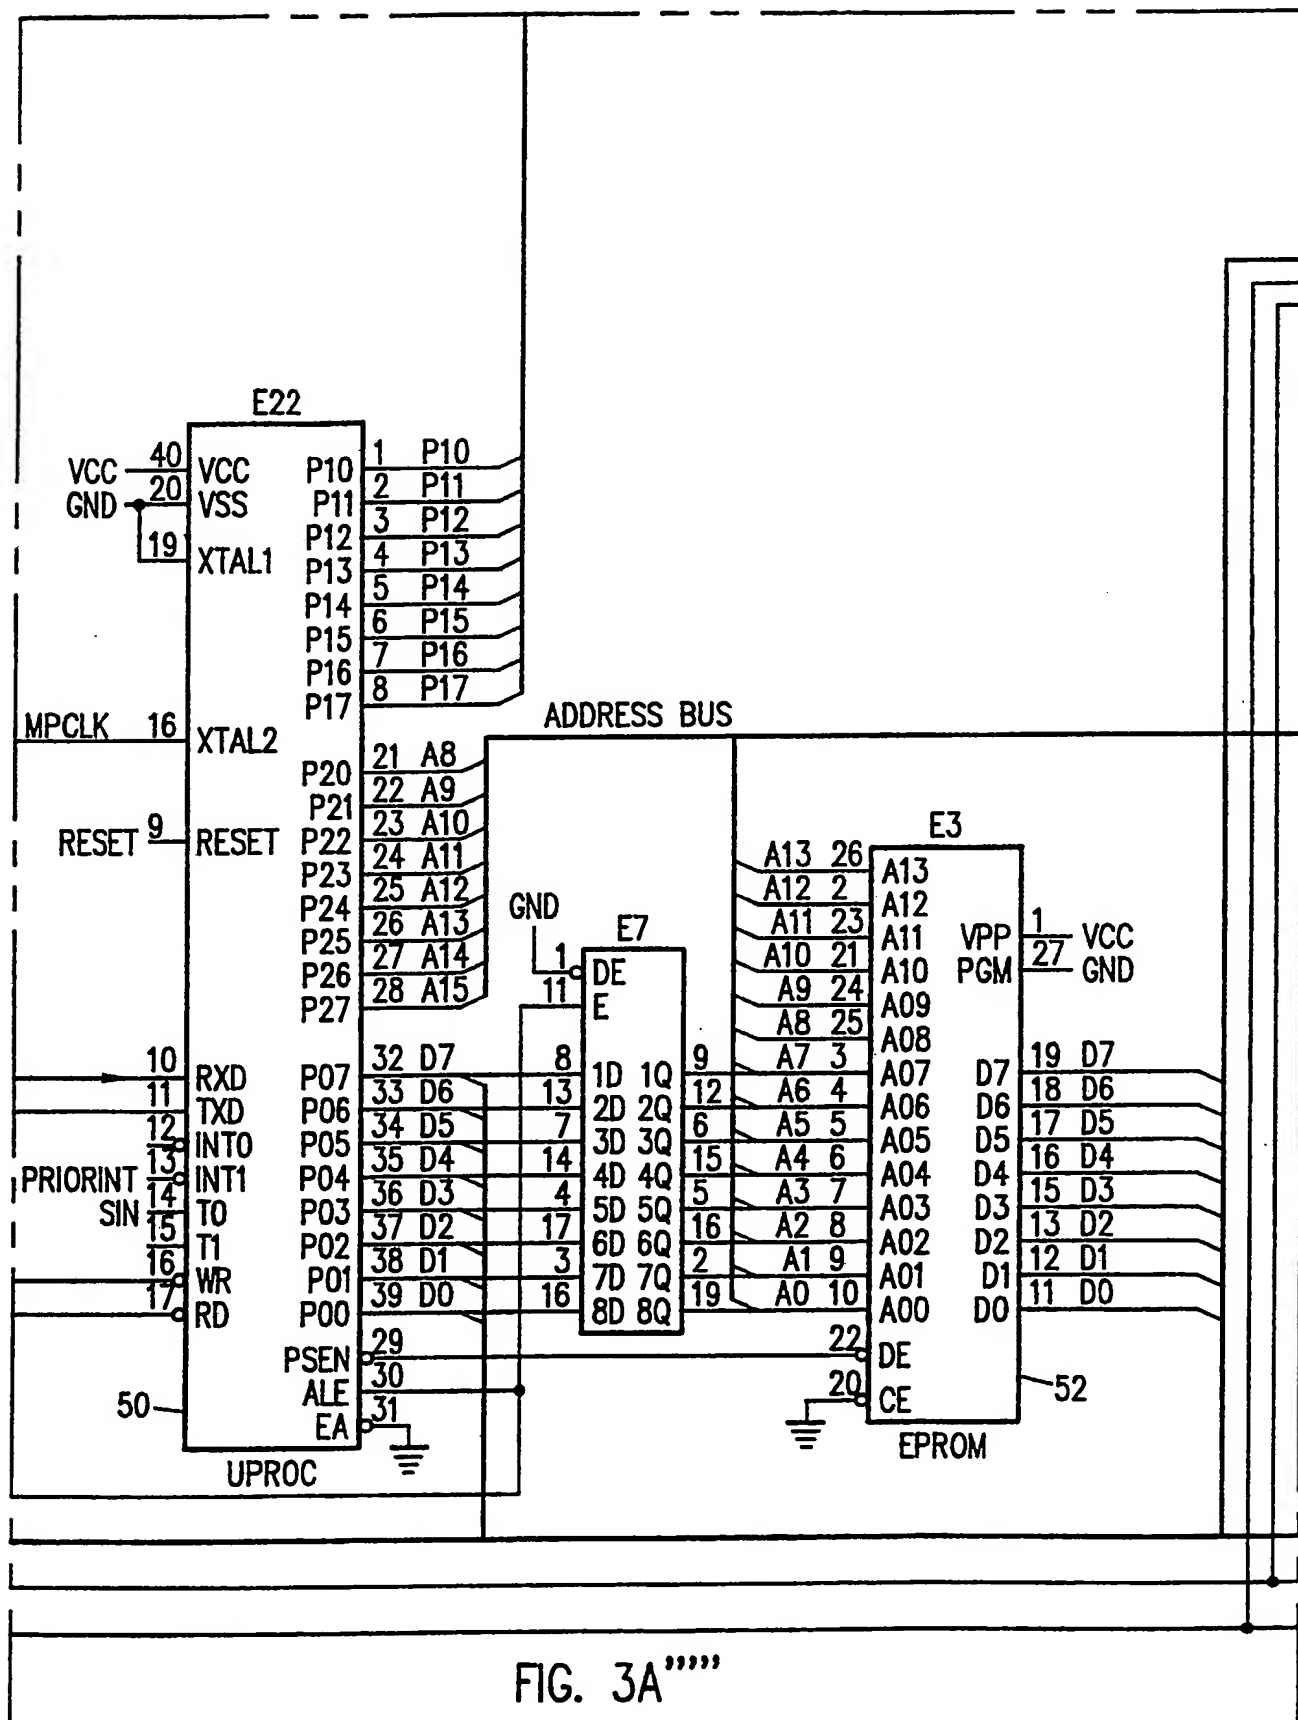 E22
VCC 40 VCC P10 1 P10
GND 20 VSS P11 2 P11
P12 3 P12
19 XTAL1 P13 4 P13
P14 5 P14
P15 6 P15
P16 7 P16
P17 8 P17
MPCLK 16 XTAL2
ADDRESS BUS
P20 21 A8
P21 22 A9
RESET 9 RESET P22 23 A10
P23 24 A11
P24 25 A12
P25 26 A13
P26 27 A14
P27 28 A15
10 RXD P07 32 D7
11 TXD P06 33 D6
12 INT0 P05 34 D5
PRIORINT 13 INT1 P04 35 D4
SIN 14 T0 P03 36 D3
15 T1 P02 37 D2
16 WR P01 38 D1
17 RD P00 39 D0
PSEN 29
ALE 30
EA 31
50
UPROC
GND
E7
1 DE
11 E
8 1D 1Q 9
13 2D 2Q 12
7 3D 3Q 6
14 4D 4Q 15
4 5D 5Q 5
17 6D 6Q 16
3 7D 7Q 2
16 8D 8Q 19
E3
A13 26 A13
A12 2 A12
A11 23 A11 VPP 1 VCC
A10 21 A10 PGM 27 GND
A9 24 A09
A8 25 A08
A7 3 A07 D7 19 D7
A6 4 A06 D6 18 D6
A5 5 A05 D5 17 D5
A4 6 A04 D4 16 D4
A3 7 A03 D3 15 D3
A2 8 A02 D2 13 D2
A1 9 A01 D1 12 D1
A0 10 A00 D0 11 D0
22 DE
20 CE
52
EPROM
FIG. 3A"""